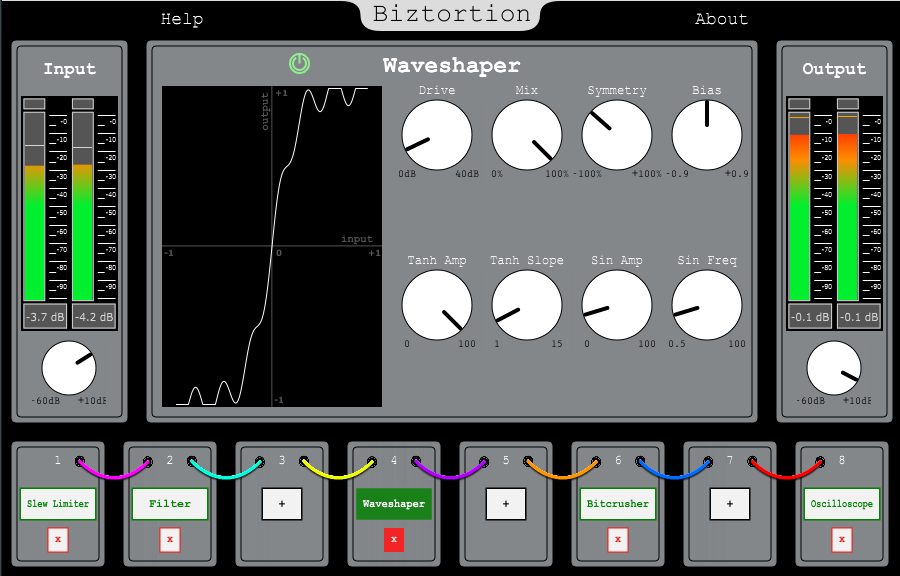 Biztortion
Help
About
Input
-0
-10
-20
-30
-40
-50
-60
-70
-80
-90
dB
-0
-10
-20
-30
-40
-50
-60
-70
-80
-90
dB
-3.7 dB
-4.2 dB
-60dB
+10dB
Waveshaper
output
+1
input
-1
0
+1
-1
Drive
0dB
40dB
Mix
0%
100%
Symmetry
-100%
+100%
Bias
-0.9
+0.9
Tanh Amp
0
100
Tanh Slope
1
15
Sin Amp
0
100
Sin Freq
0.5
100
Output
-0
-10
-20
-30
-40
-50
-60
-70
-80
-90
dB
-0
-10
-20
-30
-40
-50
-60
-70
-80
-90
dB
-0.1 dB
-0.1 dB
-60dB
+10dB
1
2
3
4
5
6
7
8
Slew Limiter
Filter
+
Waveshaper
+
Bitcrusher
+
Oscilloscope
x
x
x
x
x